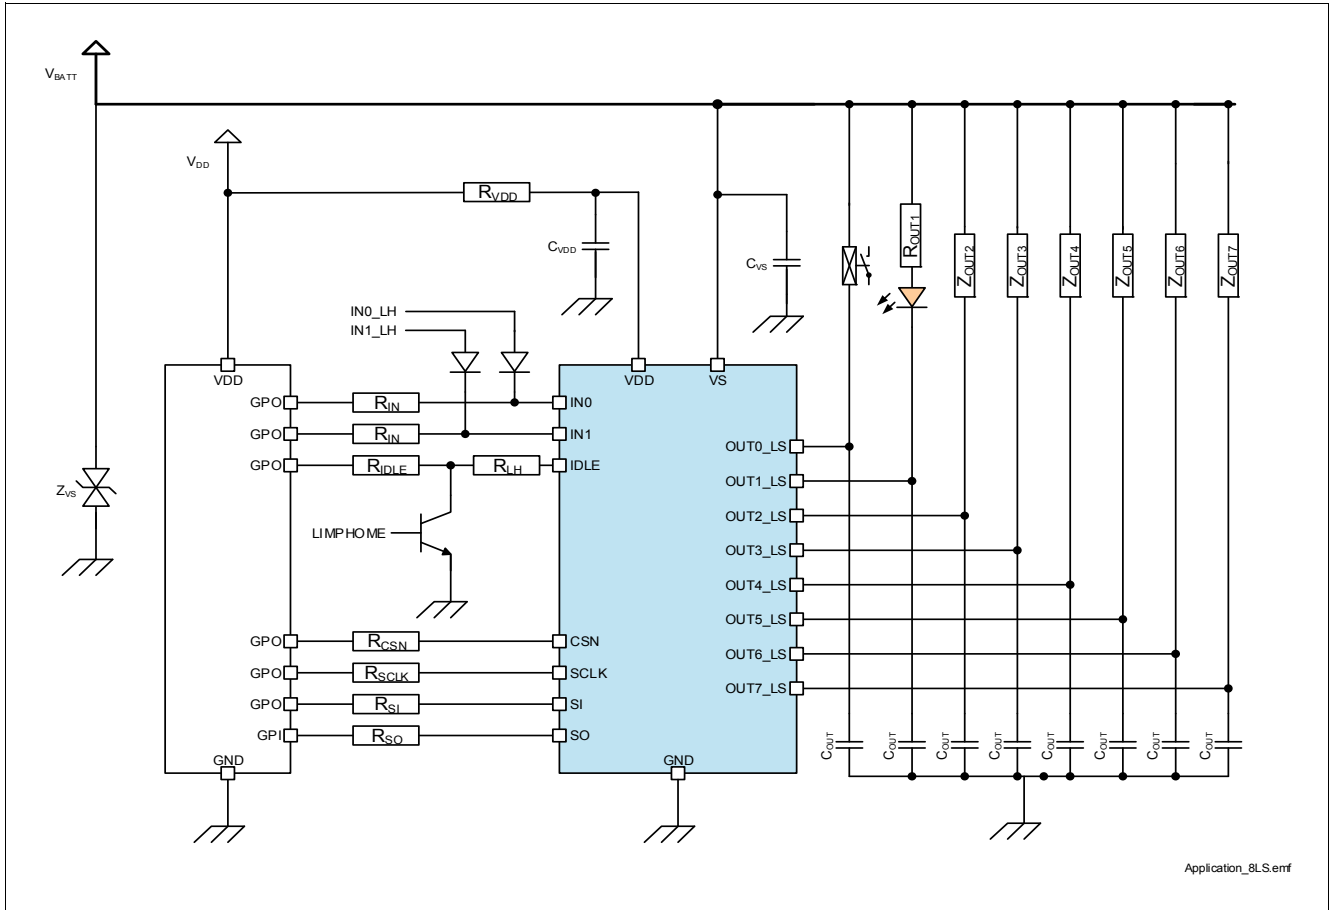 VBATT
VDD
RVDD
CVDD
CVS
ROUT1
ZOUT2
ZOUT3
ZOUT4
ZOUT5
ZOUT6
ZOUT7
IN0_LH
IN1_LH
VDD
VDD
VS
GPO
RIN
IN0
GPO
RIN
IN1
GPO
RIDLE
RLH
IDLE
ZVS
LIMPHOME
OUT0_LS
OUT1_LS
OUT2_LS
OUT3_LS
OUT4_LS
OUT5_LS
OUT6_LS
OUT7_LS
GPO
RCSN
CSN
GPO
RSCLK
SCLK
GPO
RSI
SI
GPI
RSO
SO
COUT
COUT
COUT
COUT
COUT
COUT
COUT
COUT
GND
GND
Application_8LS.emf